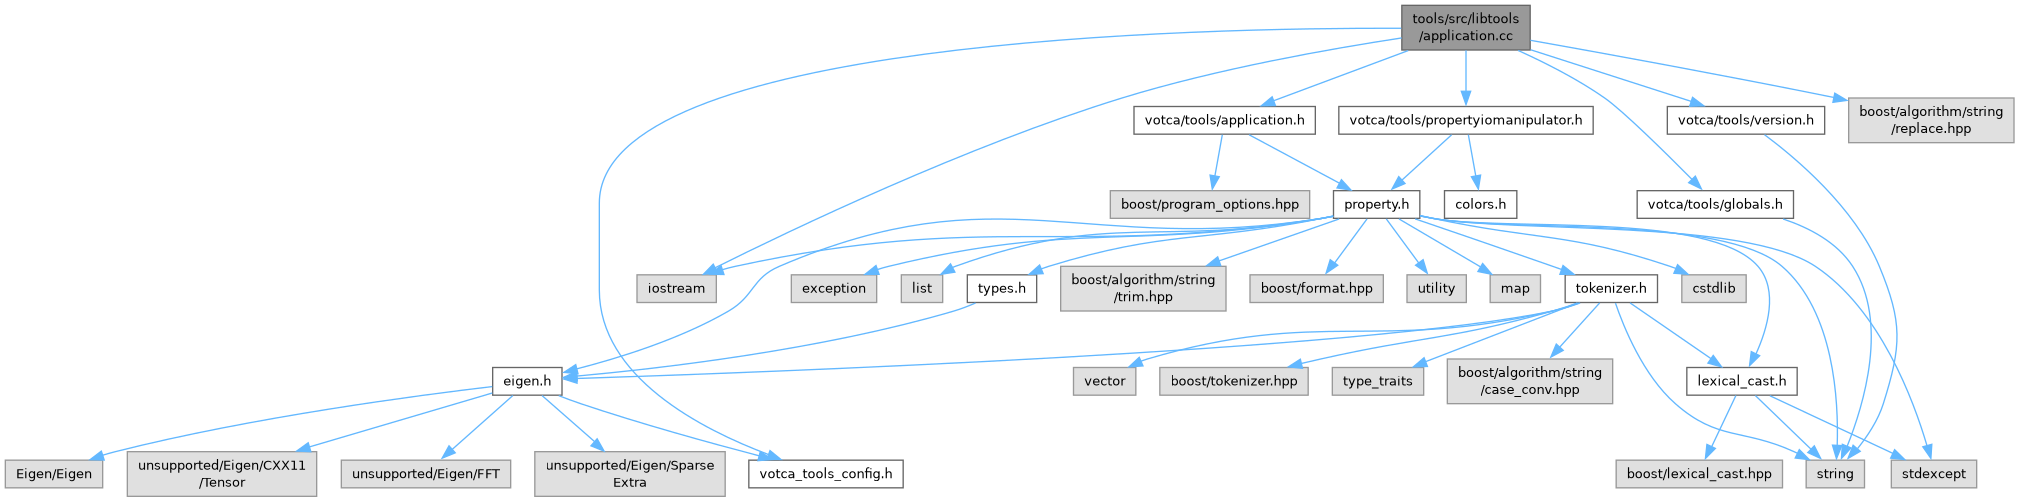 tools/src/libtools
/application.cc
votca/tools/application.h
votca/tools/propertyiomanipulator.h
votca/tools/version.h
boost/algorithm/string
/replace.hpp
boost/program_options.hpp
property.h
colors.h
votca/tools/globals.h
iostream
exception
list
types.h
boost/algorithm/string
/trim.hpp
boost/format.hpp
utility
map
tokenizer.h
cstdlib
eigen.h
vector
boost/tokenizer.hpp
type_traits
boost/algorithm/string
/case_conv.hpp
lexical_cast.h
Eigen/Eigen
unsupported/Eigen/CXX11
/Tensor
unsupported/Eigen/FFT
unsupported/Eigen/Sparse
Extra
votca_tools_config.h
boost/lexical_cast.hpp
string
stdexcept